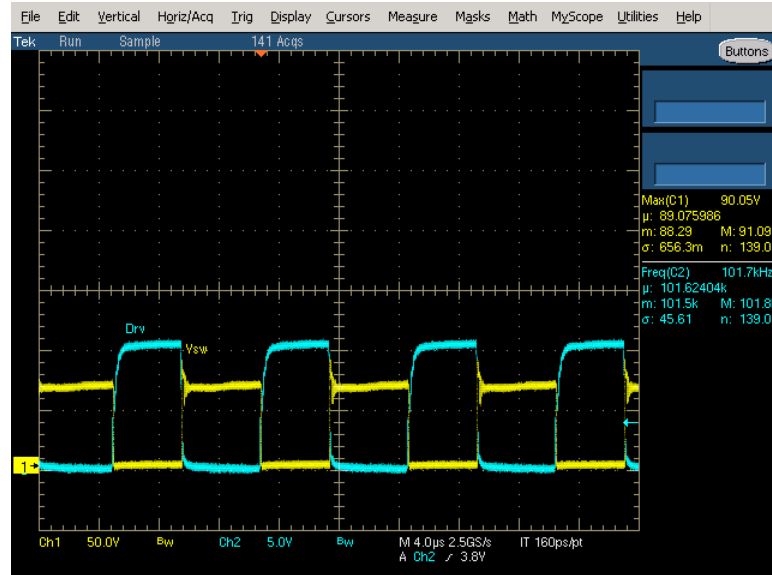 File Edit Vertical Horiz/Acq Trig Display Cursors Measure Masks Math MyScope Utilities Help
Tek Run Sample 141 Acqs
Buttons
Max(C1) 90.05V
µ: 89.075986
m: 88.29 M: 91.09
σ: 656.3m n: 139.0
Freq(C2) 101.7kHz
µ: 101.62404k
m: 101.5k M: 101.8
σ: 45.61 n: 139.0
Drv
Vsw
1
Ch1 50.0V Bw Ch2 5.0V Bw M 4.0µs 2.5GS/s IT 160ps/pt
A Ch2 3.8V